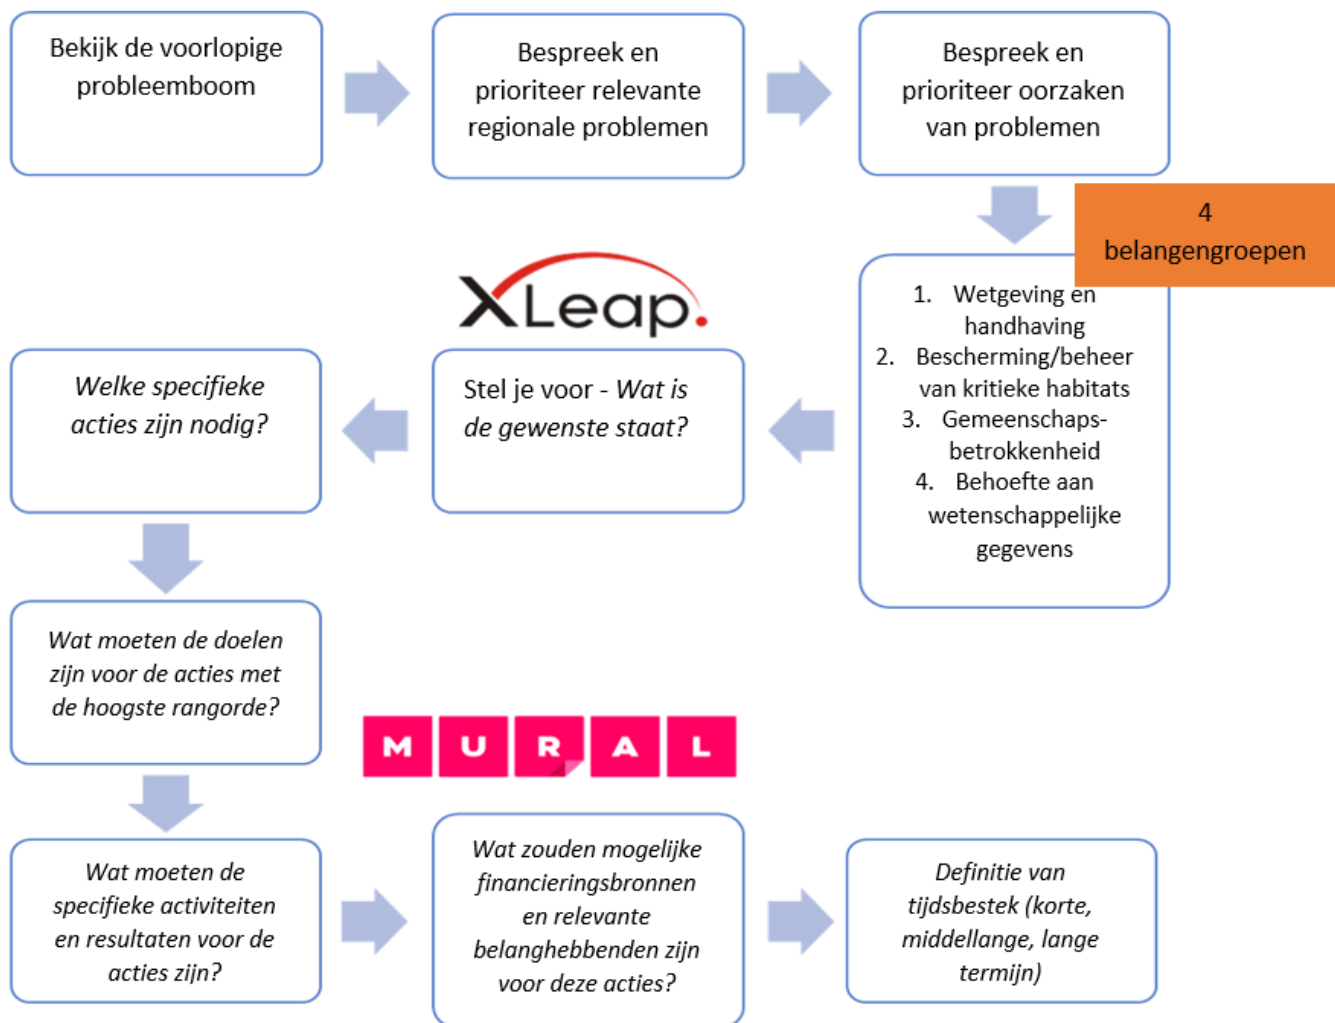 Bekijk de voorlopige
probleemboom
Bespreek en
prioriteer relevante
regionale problemen
Bespreek en
prioriteer oorzaken
van problemen
4
belangengroepen
1. Wetgeving en
handhaving
2. Bescherming/beheer
van kritieke habitats
3. Gemeenschaps-
betrokkenheid
4. Behoefte aan
wetenschappelijke
gegevens
XLeap.
Stel je voor - Wat is
de gewenste staat?
Welke specifieke
acties zijn nodig?
Wat moeten de doelen
zijn voor de acties met
de hoogste rangorde?
MURAL
Wat moeten de
specifieke activiteiten
en resultaten voor de
acties zijn?
Wat zouden mogelijke
financieringsbronnen
en relevante
belanghebbenden zijn
voor deze acties?
Definitie van
tijdsbestek (korte,
middellange, lange
termijn)